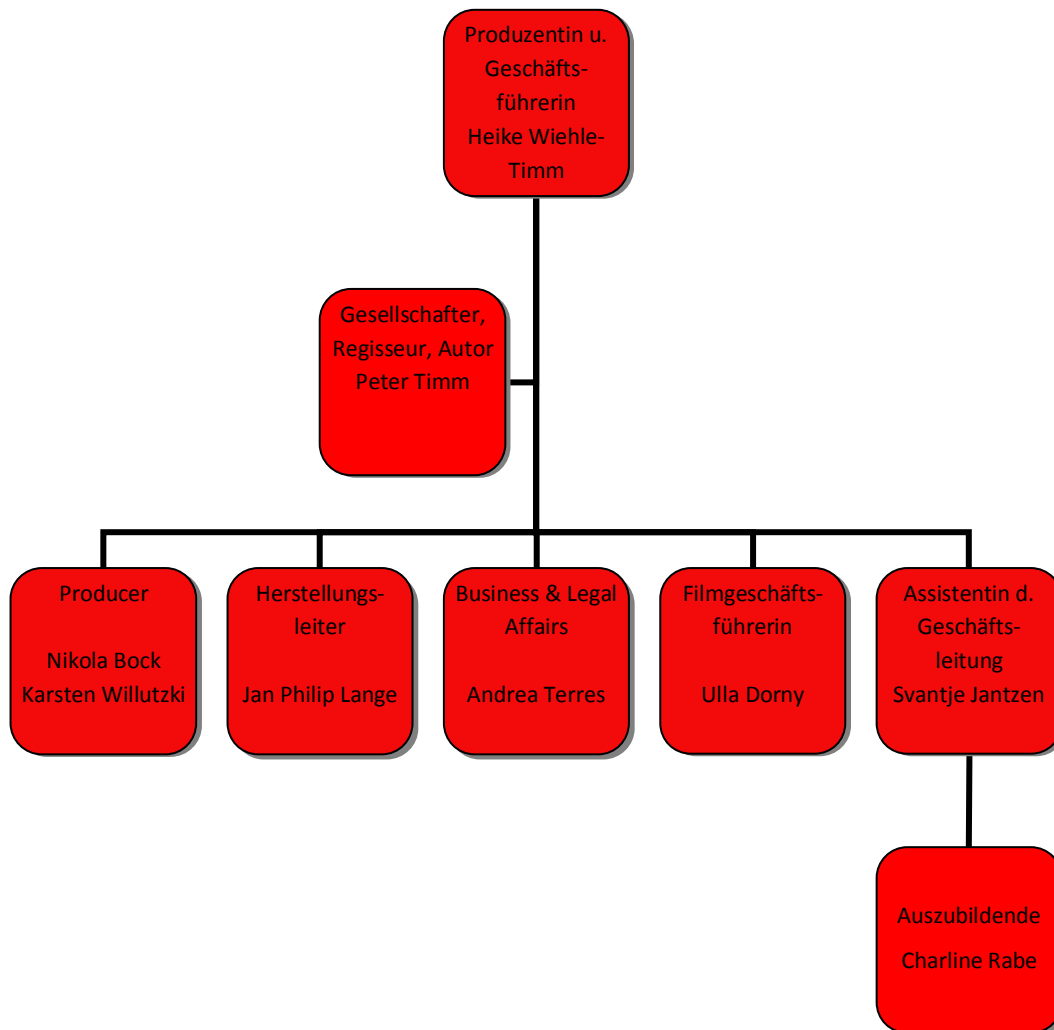 Produzentin u.
Geschäfts-
führerin
Heike Wiehle-
Timm
Gesellschafter,
Regisseur, Autor
Peter Timm
Producer
Nikola Bock
Karsten Willutzki
Herstellungs-
leiter
Jan Philip Lange
Business & Legal
Affairs
Andrea Terres
Filmgeschäfts-
führerin
Ulla Dorny
Assistentin d.
Geschäfts-
leitung
Svantje Jantzen
Auszubildende
Charline Rabe